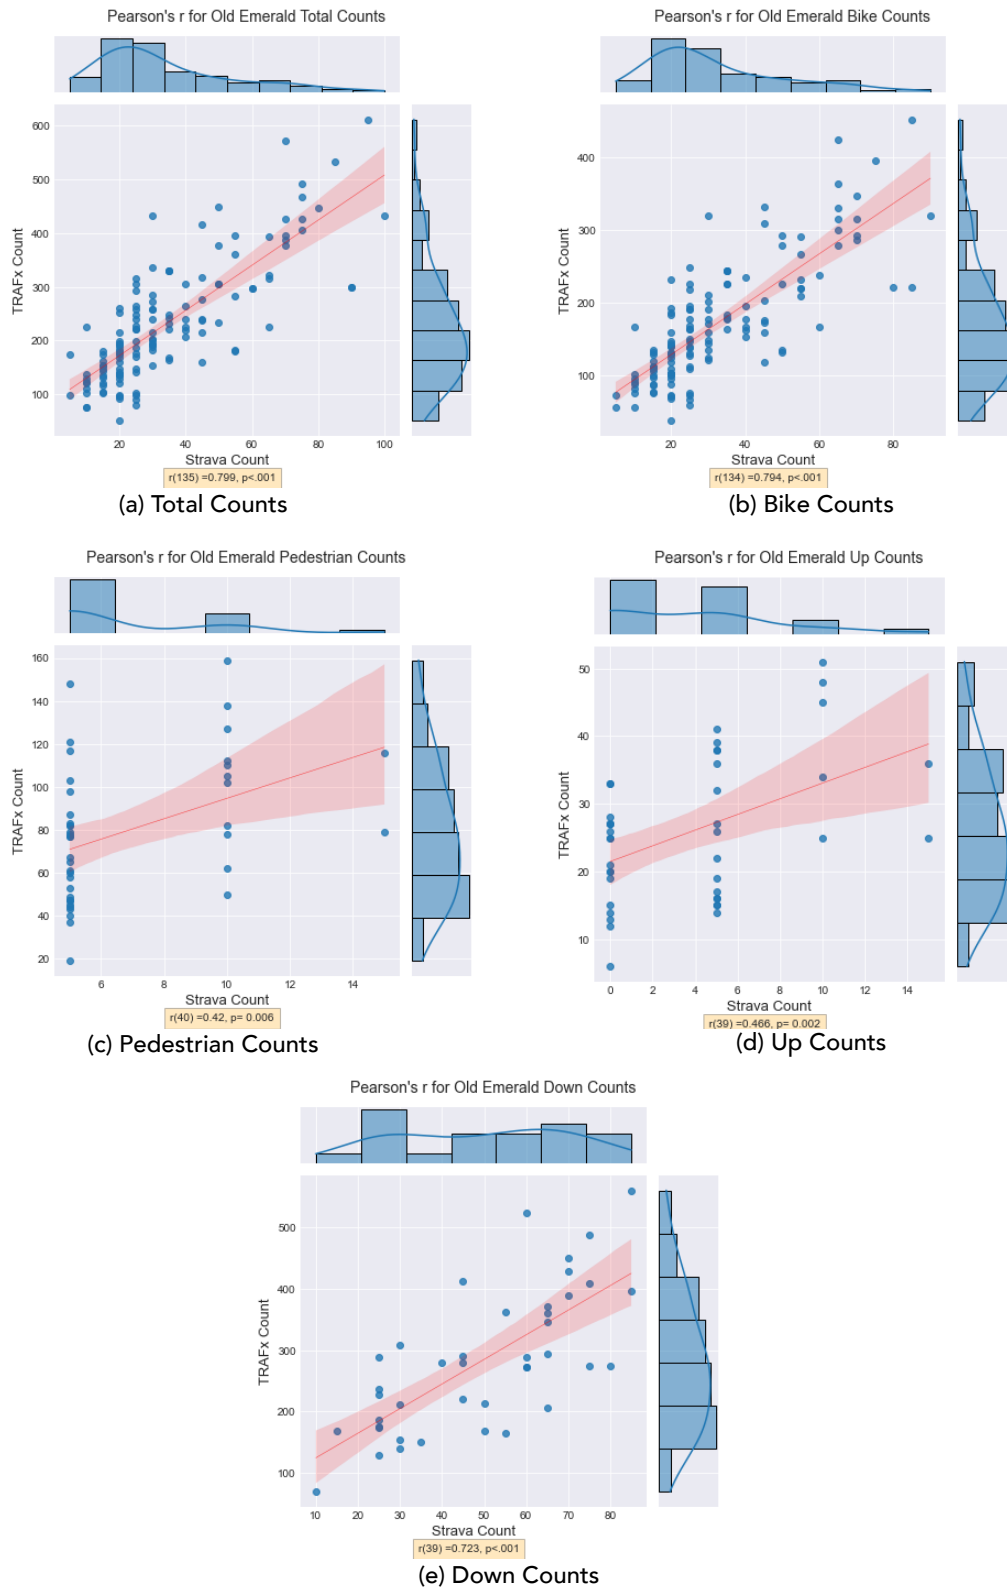 Pearson's r for Old Emerald Total Counts
600
500
400
300
200
100
TRAFx Count
20 40 60 80 100
Strava Count
r(135) =0.799, p<.001
(a) Total Counts
Pearson's r for Old Emerald Bike Counts
400
300
200
100
TRAFx Count
20 40 60 80
Strava Count
r(134) =0.794, p<.001
(b) Bike Counts
Pearson's r for Old Emerald Pedestrian Counts
160
140
120
100
80
60
40
20
TRAFx Count
6 8 10 12 14
Strava Count
r(40) =0.42, p= 0.006
(c) Pedestrian Counts
Pearson's r for Old Emerald Up Counts
50
40
30
20
10
TRAFx Count
0 2 4 6 8 10 12 14
Strava Count
r(39) =0.466, p= 0.002
(d) Up Counts
Pearson's r for Old Emerald Down Counts
500
400
300
200
100
TRAFx Count
10 20 30 40 50 60 70 80
Strava Count
r(39) =0.723, p<.001
(e) Down Counts